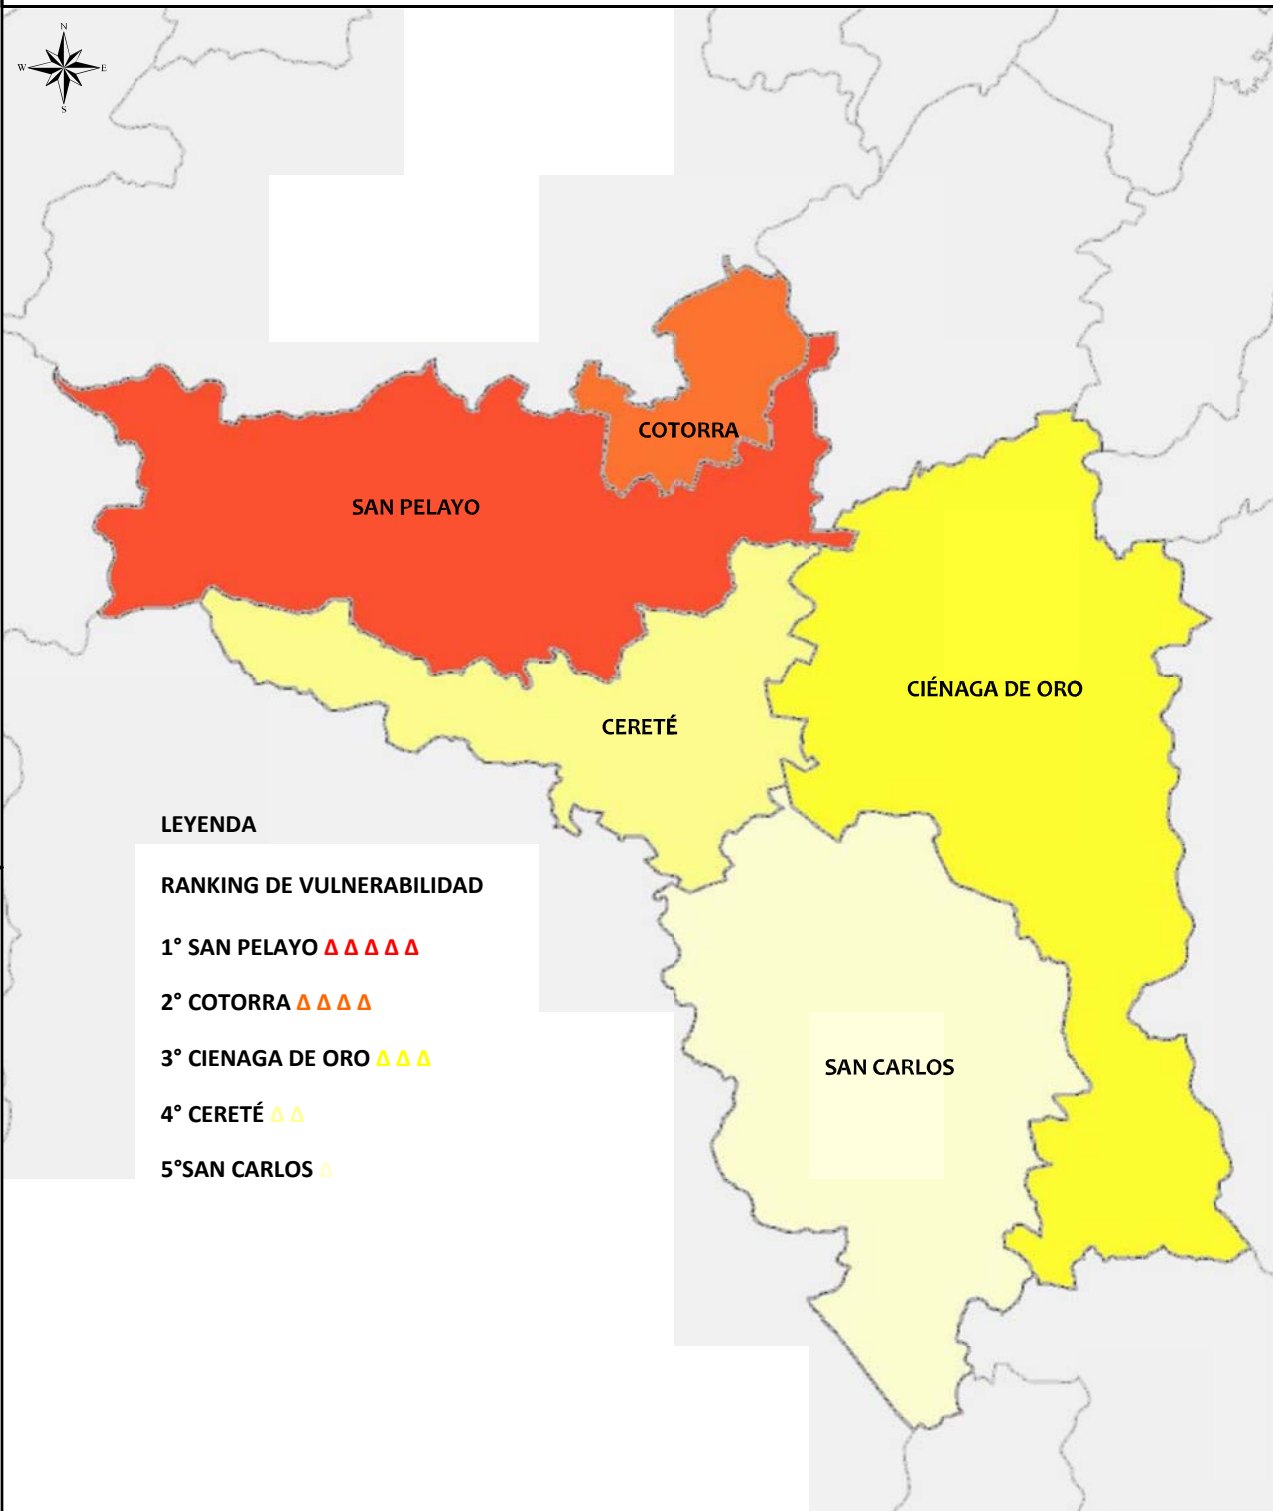 N
W E
S
COTORRA
SAN PELAYO
CIÉNAGA DE ORO
CERETÉ
SAN CARLOS
LEYENDA
RANKING DE VULNERABILIDAD
1° SAN PELAYO Δ Δ Δ Δ Δ
2° COTORRA Δ Δ Δ Δ
3° CIENAGA DE ORO Δ Δ Δ
4° CERETÉ Δ Δ
5°SAN CARLOS Δ